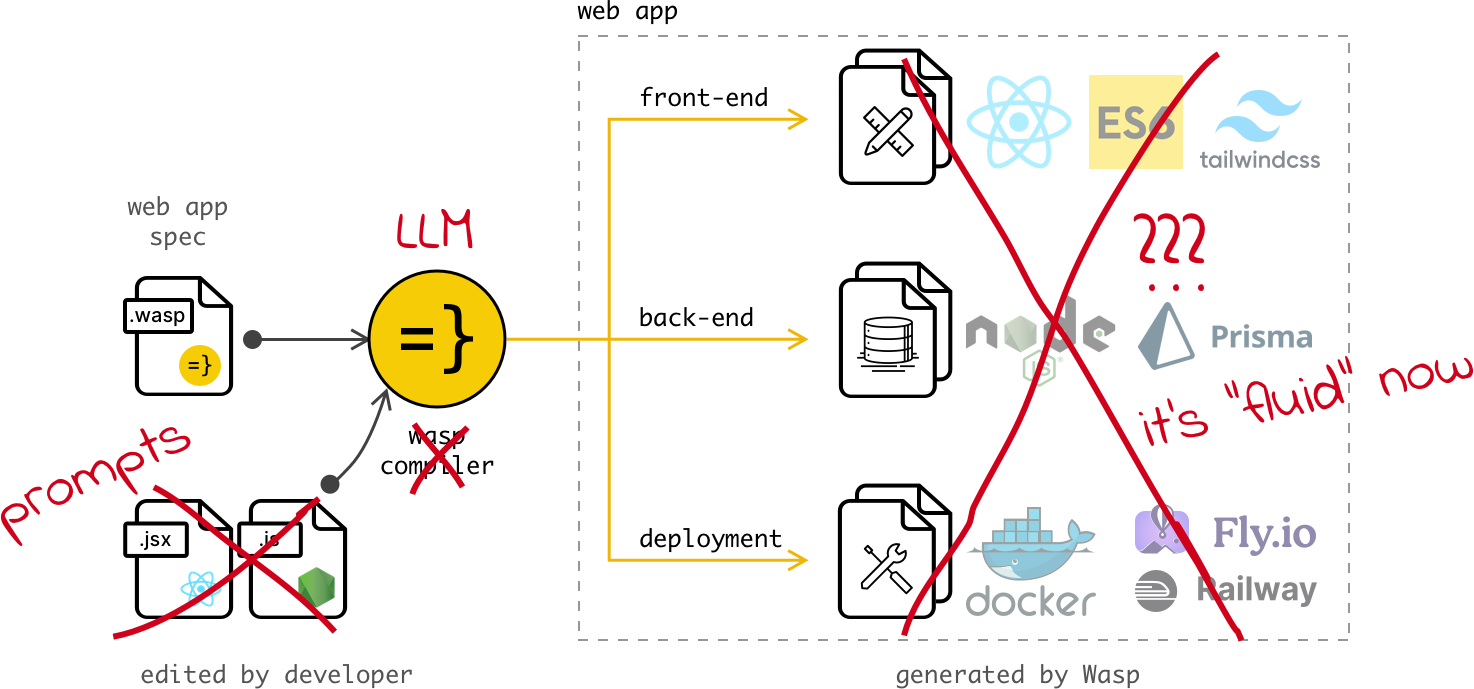 web app
front-end
ES6
tailwindcss
web app
spec
LLM
???
.wasp
=}
=}
back-end
node
JS
Prisma
it's "fluid" now
wasp
compiler
prompts
.jsx
.js
deployment
docker
Fly.io
Railway
edited by developer
generated by Wasp